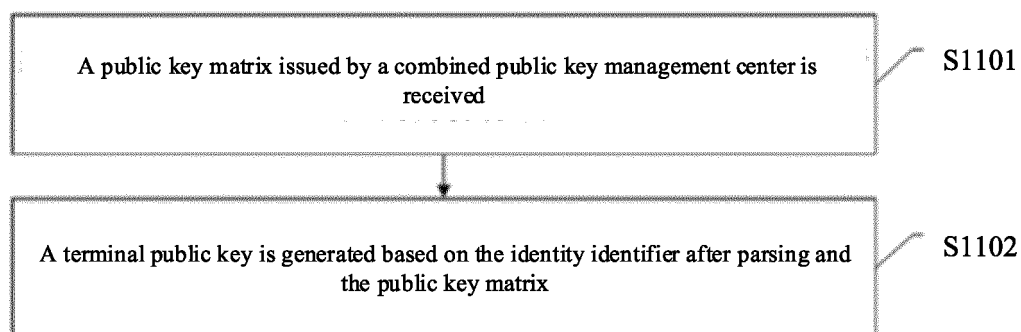 A public key matrix issued by a combined public key management center is
received
S1101
A terminal public key is generated based on the identity identifier after parsing and
the public key matrix
S1102